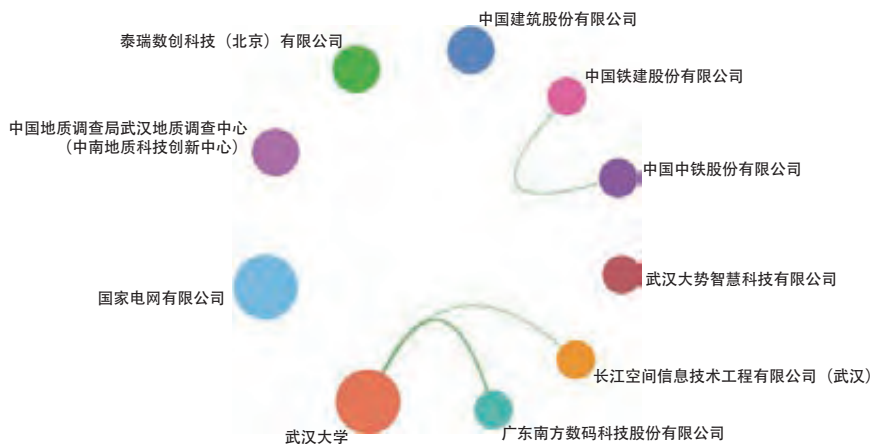 中国建筑股份有限公司
泰瑞数创科技（北京）有限公司
中国铁建股份有限公司
中国地质调查局武汉地质调查中心
（中南地质科技创新中心）
中国中铁股份有限公司
武汉大势智慧科技有限公司
国家电网有限公司
长江空间信息技术工程有限公司（武汉）
广东南方数码科技股份有限公司
武汉大学